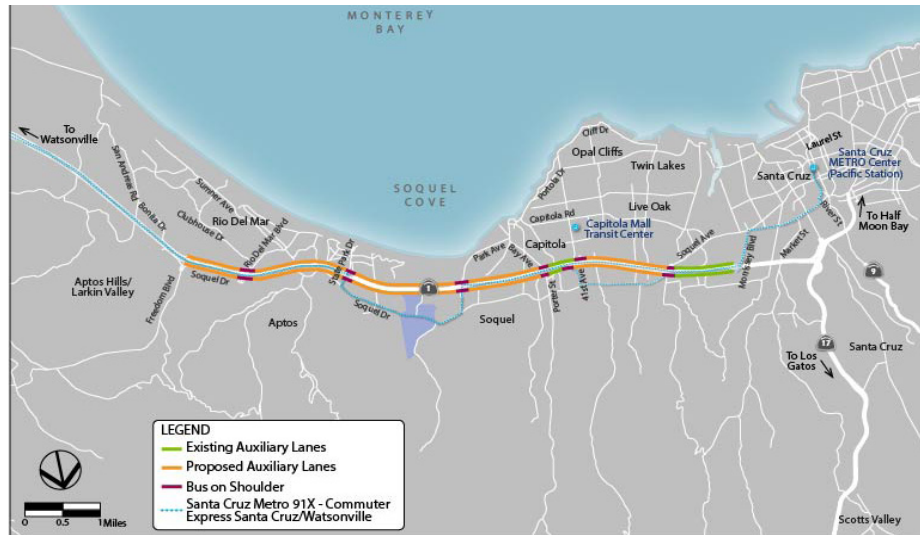 MONTEREY
BAY
SOQUEL
COVE
To
Watsonville
San Andreas Rd
Bonita Dr
Clubhouse Dr
Sumner Ave
Rio Del Mar
Rio Del Mar Blvd
State Park Dr
Soquel Dr
Freedom Blvd
Aptos Hills/
Larkin Valley
Aptos
Soquel Dr
1
Soquel
Park Ave
Bay Ave
Capitola
Capitola Rd
Portola Dr
Cliff Dr
Opal Cliffs
Twin Lakes
Live Oak
Capitola Mall
Transit Center
Porter St
41st Ave
Soquel Ave
Morrissey Blvd
Market St
River St
Laurel St
Santa Cruz
METRO Center
(Pacific Station)
Santa Cruz
To Half
Moon Bay
9
17
Santa Cruz
To Los
Gatos
Scotts Valley
LEGEND
Existing Auxiliary Lanes
Proposed Auxiliary Lanes
Bus on Shoulder
Santa Cruz Metro 91X - Commuter
Express Santa Cruz/Watsonville
0 0.5 1 Miles